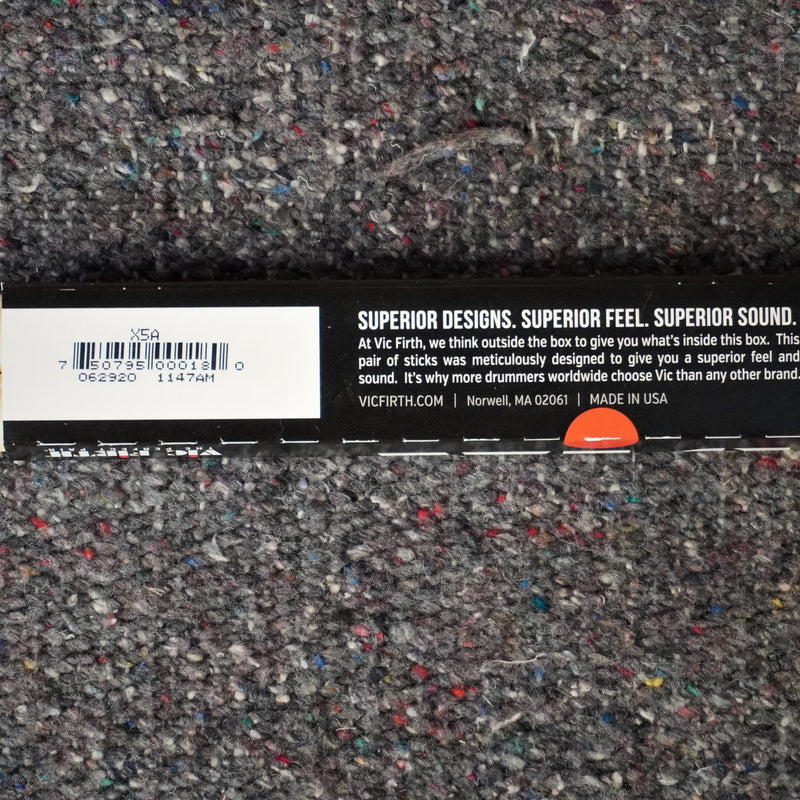 X5A
7 50795 00018 0
062920 1147AM
SUPERIOR DESIGNS. SUPERIOR FEEL. SUPERIOR SOUND.
At Vic Firth, we think outside the box to give you what's inside this box. This
pair of sticks was meticulously designed to give you a superior feel and
sound. It's why more drummers worldwide choose Vic than any other brand.
VICFIRTH.COM | Norwell, MA 02061 | MADE IN USA